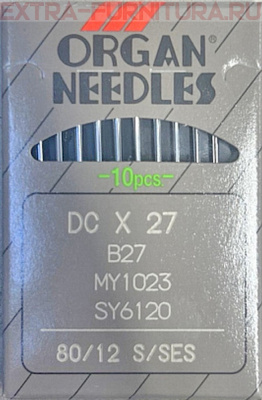 EXTRA-FURNITURA.RU
ORGAN®
NEEDLES
-10pcs.-
DC X 27
B27
MY1023
SY6120
80/12 S/SES